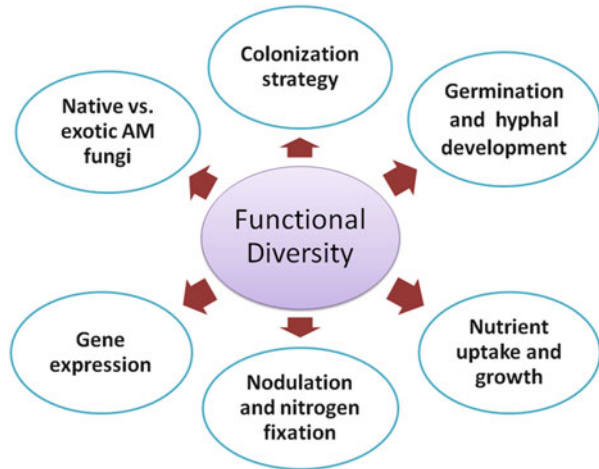 Colonization
strategy
Native vs.
exotic AM
fungi
Germination
and hyphal
development
Functional
Diversity
Gene
expression
Nodulation
and nitrogen
fixation
Nutrient
uptake and
growth